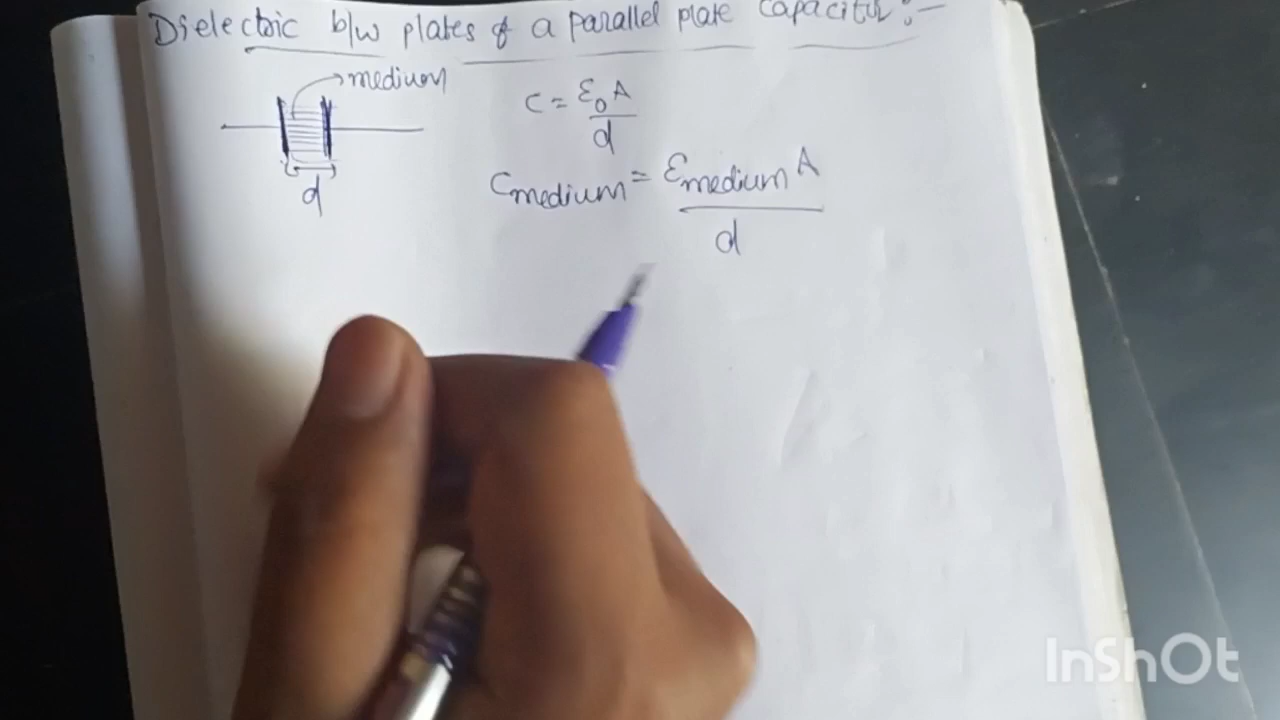 Dielectric b/w plates of a parallel plate capacitor :-
medium
d
C = ε₀A
d
Cmedium = εmedium A
d
InShOt